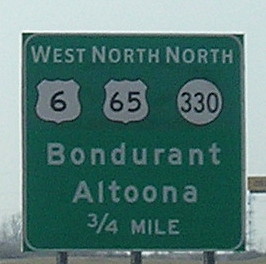 WEST NORTH NORTH
6 65 330
Bondurant
Altoona
3/4 MILE